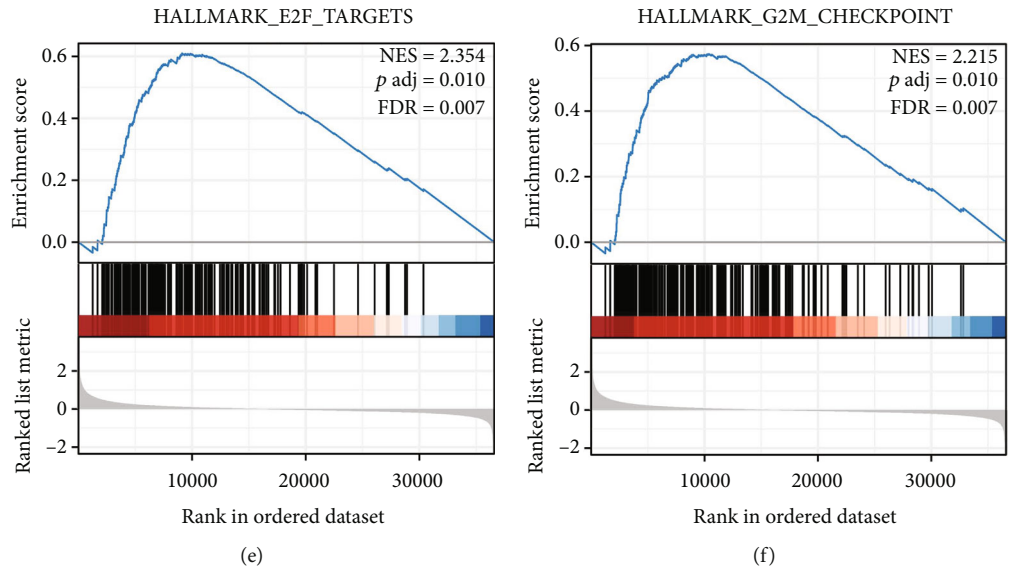 HALLMARK_E2F_TARGETS
NES = 2.354
p adj = 0.010
FDR = 0.007
Enrichment score
0.6
0.4
0.2
0.0
Ranked list metric
2
0
−2
10000 20000 30000
Rank in ordered dataset
(e)
HALLMARK_G2M_CHECKPOINT
NES = 2.215
p adj = 0.010
FDR = 0.007
Enrichment score
0.6
0.4
0.2
0.0
Ranked list metric
2
0
−2
10000 20000 30000
Rank in ordered dataset
(f)